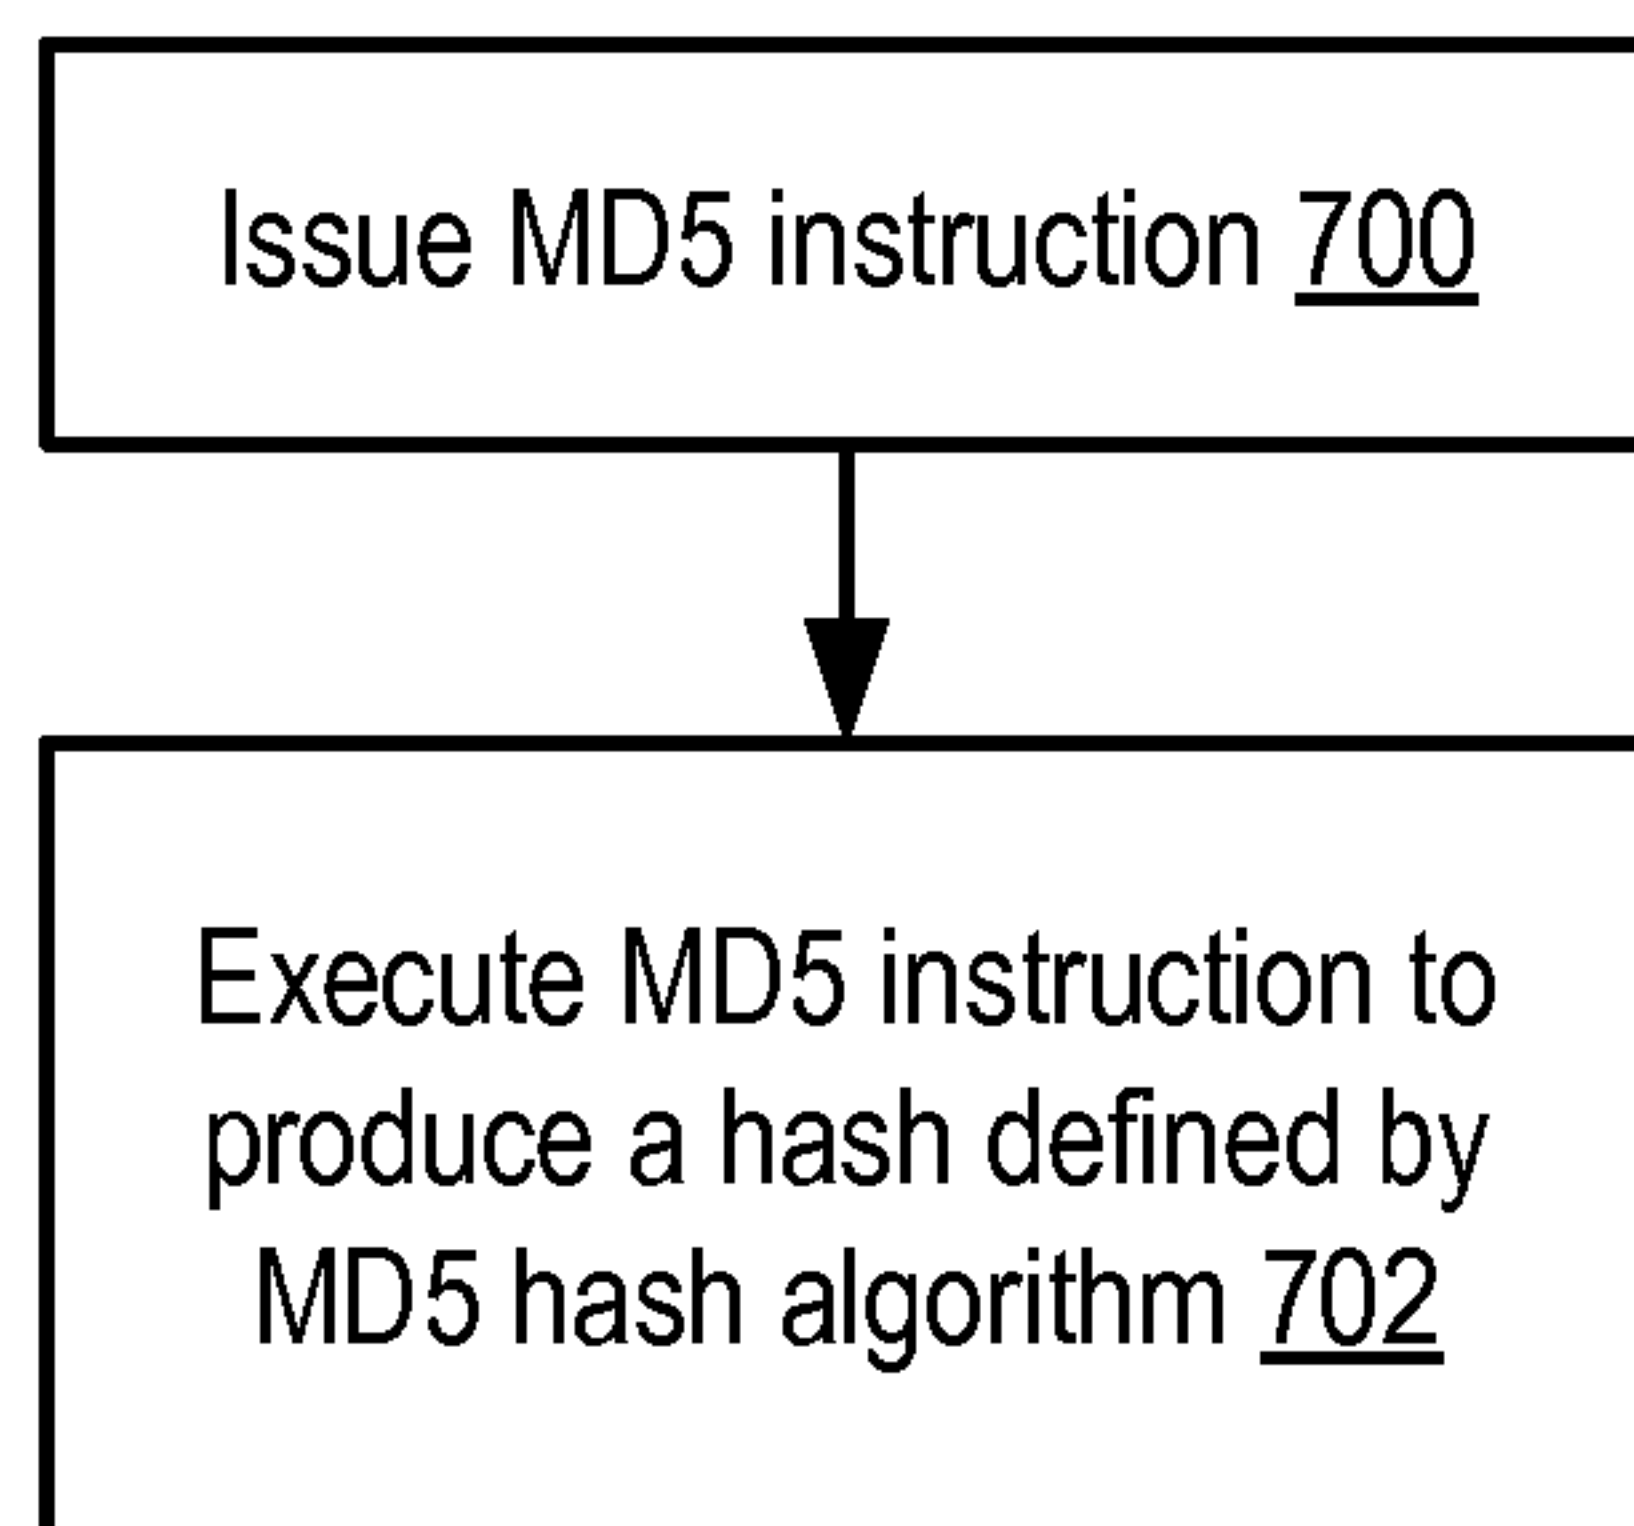 Issue MD5 instruction 700
Execute MD5 instruction to
produce a hash defined by
MD5 hash algorithm 702